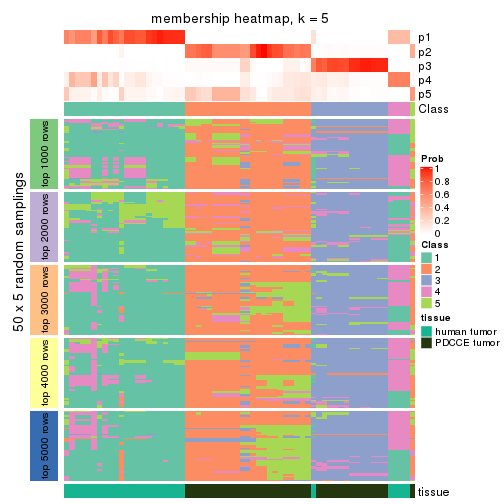 membership heatmap, k = 5
p1
p2
p3
p4
p5
Class
50 x 5 random samplings
top 1000 rows
top 2000 rows
top 3000 rows
top 4000 rows
top 5000 rows
tissue
Prob
1
0.8
0.6
0.4
0.2
0
Class
1
2
3
4
5
tissue
human tumor
PDCCE tumor